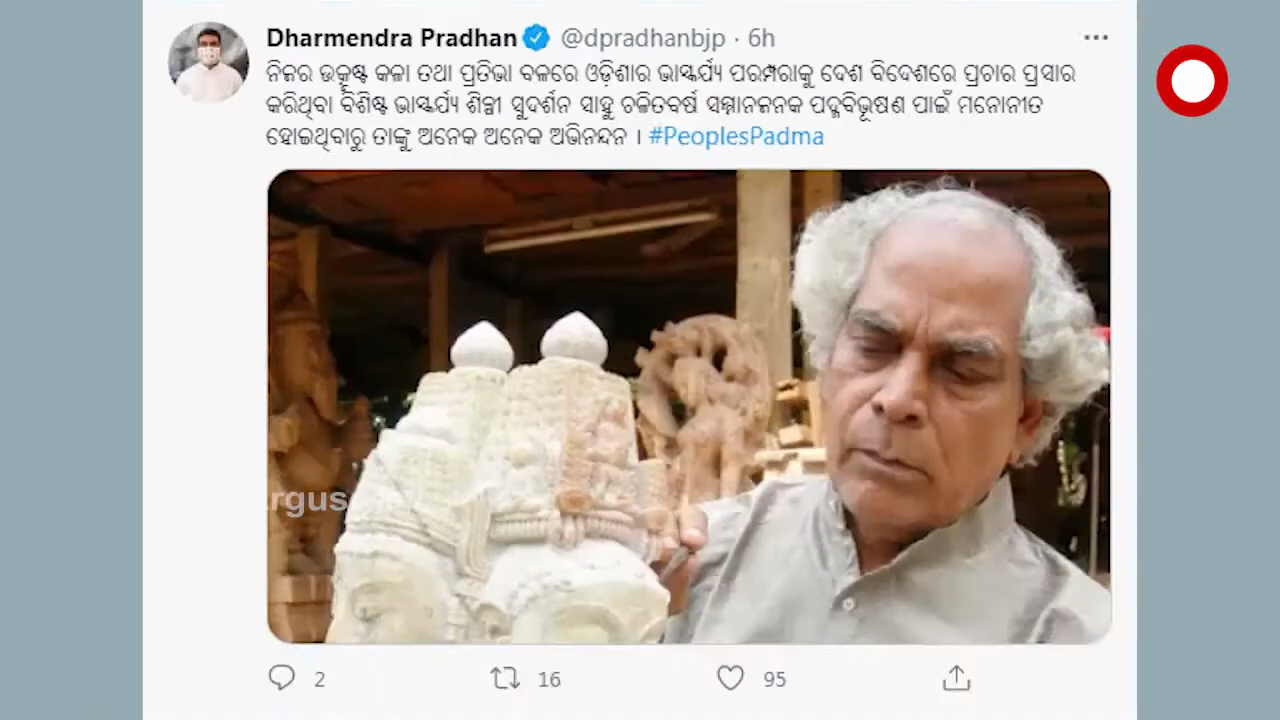 Dharmendra Pradhan @dpradhanbjp · 6h
ନିଜର ଉତ୍କୃଷ୍ଟ କଳା ତଥା ପ୍ରତିଭା ବଳରେ ଓଡ଼ିଶାର ଭାସ୍କର୍ଯ୍ୟ ପରମ୍ପରାକୁ ଦେଶ ବିଦେଶରେ ପ୍ରଚାର ପ୍ରସାର
କରିଥିବା ବିଶିଷ୍ଟ ଭାସ୍କର୍ଯ୍ୟ ଶିଳ୍ପୀ ସୁଦର୍ଶନ ସାହୁ ଚଳିତବର୍ଷ ସମ୍ମାନଜନକ ପଦ୍ମବିଭୂଷଣ ପାଇଁ ମନୋନୀତ
ହୋଇଥିବାରୁ ତାଙ୍କୁ ଅନେକ ଅନେକ ଅଭିନନ୍ଦନ । #PeoplesPadma
2 16 95